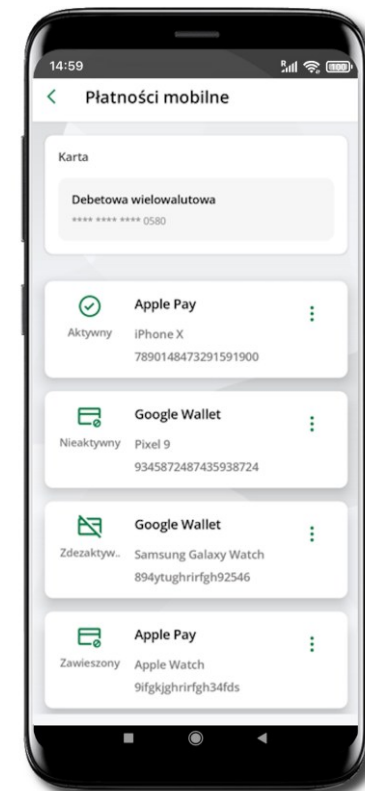 14:59
R
100
Płatności mobilne
Karta
Debetowa wielowalutowa
**** **** **** 0580
Apple Pay
Aktywny
iPhone X
7890148473291591900
Google Wallet
Nieaktywny
Pixel 9
9345872487435938724
Google Wallet
Zdezaktyw..
Samsung Galaxy Watch
894ytughrirfgh92546
Apple Pay
Zawieszony
Apple Watch
9ifgkjghrirfgh34fds